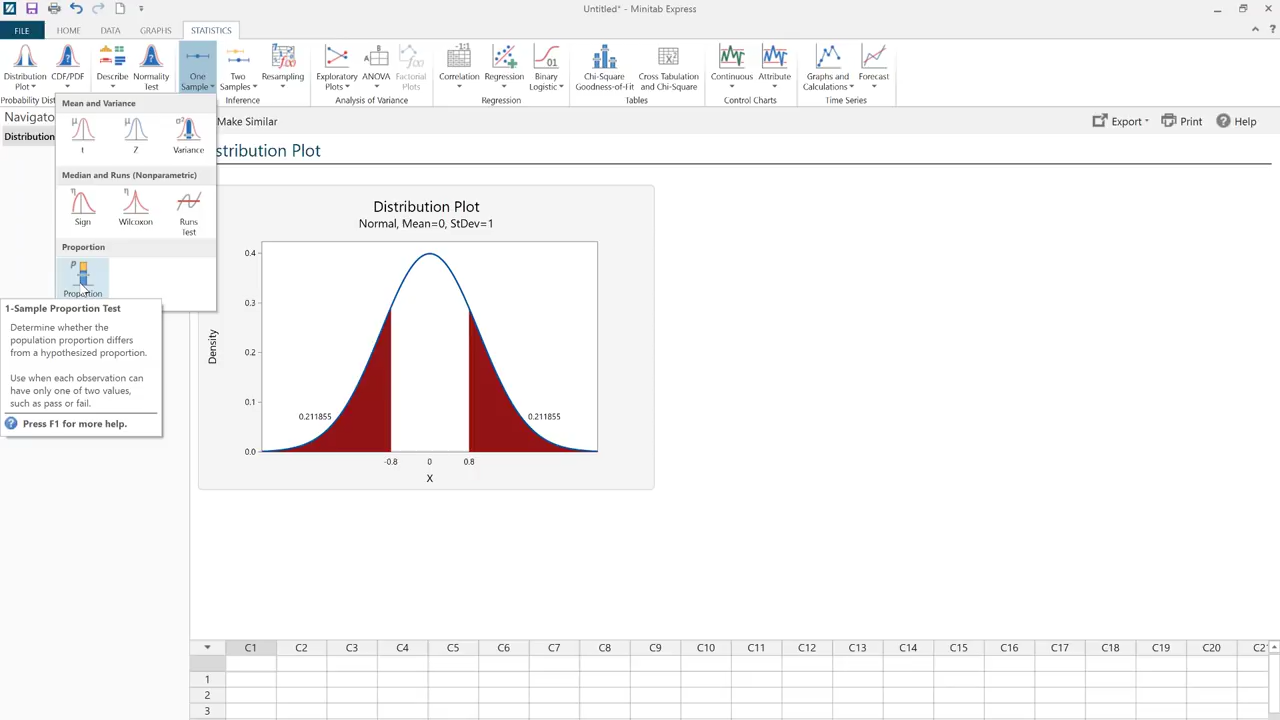 Untitled* - Minitab Express
FILE HOME DATA GRAPHS STATISTICS
Distribution Plot CDF/PDF Describe Normality Test One Sample Two Samples Resampling Exploratory Plots ANOVA Factorial Plots Correlation Regression Binary Logistic Chi-Square Goodness-of-Fit Cross Tabulation and Chi-Square Continuous Attribute Graphs and Calculations Forecast
Probability Dis Inference Analysis of Variance Regression Tables Control Charts Time Series
Mean and Variance
μ μ σ²
t Z Variance
Median and Runs (Nonparametric)
η η
Sign Wilcoxon Runs Test
Proportion
p
Proportion
1-Sample Proportion Test
Determine whether the
population proportion differs
from a hypothesized proportion.
Use when each observation can
have only one of two values,
such as pass or fail.
Press F1 for more help.
Navigato
Distribution
Make Similar Export Print Help
stribution Plot
Distribution Plot
Normal, Mean=0, StDev=1
0.4
0.3
0.2
0.1
0.0
Density
0.211855 0.211855
-0.8 0 0.8
X
C1 C2 C3 C4 C5 C6 C7 C8 C9 C10 C11 C12 C13 C14 C15 C16 C17 C18 C19 C20 C2
1
2
3